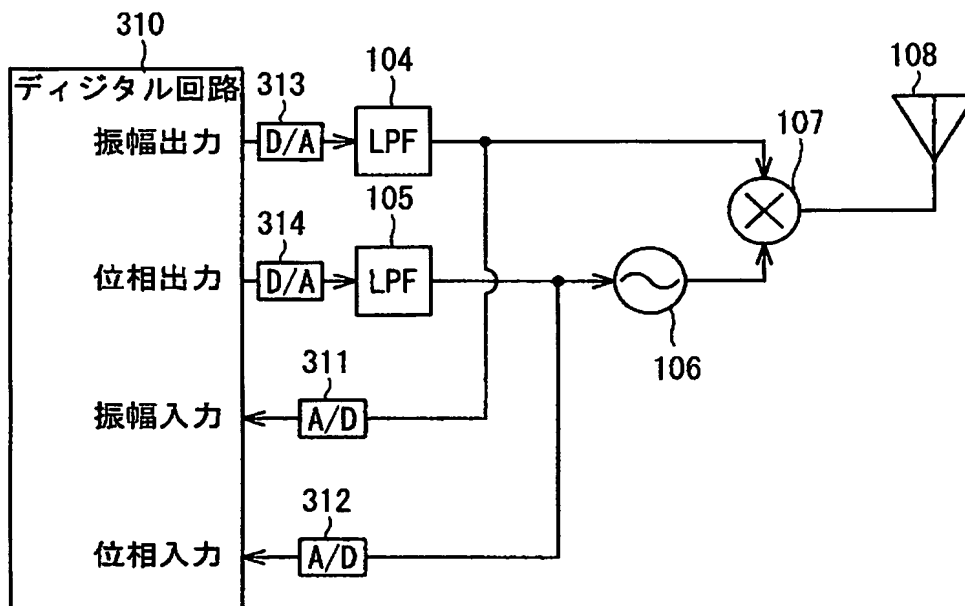 310
ディジタル回路
313
104
108
振幅出力
D/A
LPF
107
314
105
位相出力
D/A
LPF
106
311
振幅入力
A/D
312
位相入力
A/D